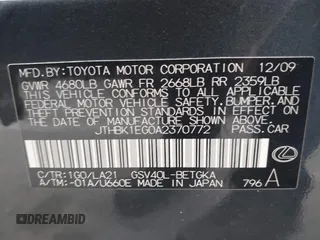 MFD.BY:TOYOTA MOTOR CORPORATION 12/09
GVWR 4680LB GAWR FR 2668LB RR 2359LB
THIS VEHICLE CONFORMS TO ALL APPLICABLE
FEDERAL MOTOR VEHICLE SAFETY, BUMPER, AND
THEFT PREVENTION STANDARDS IN EFFECT ON THE
DATE OF MANUFACTURE SHOWN ABOVE.
JTHBK1EG0A2370772 PASS.CAR
C/TR:1G0/LA21 GSV40L-BETGKA
A/TM:-01A/U660E MADE IN JAPAN 796 A
© BIDMAND